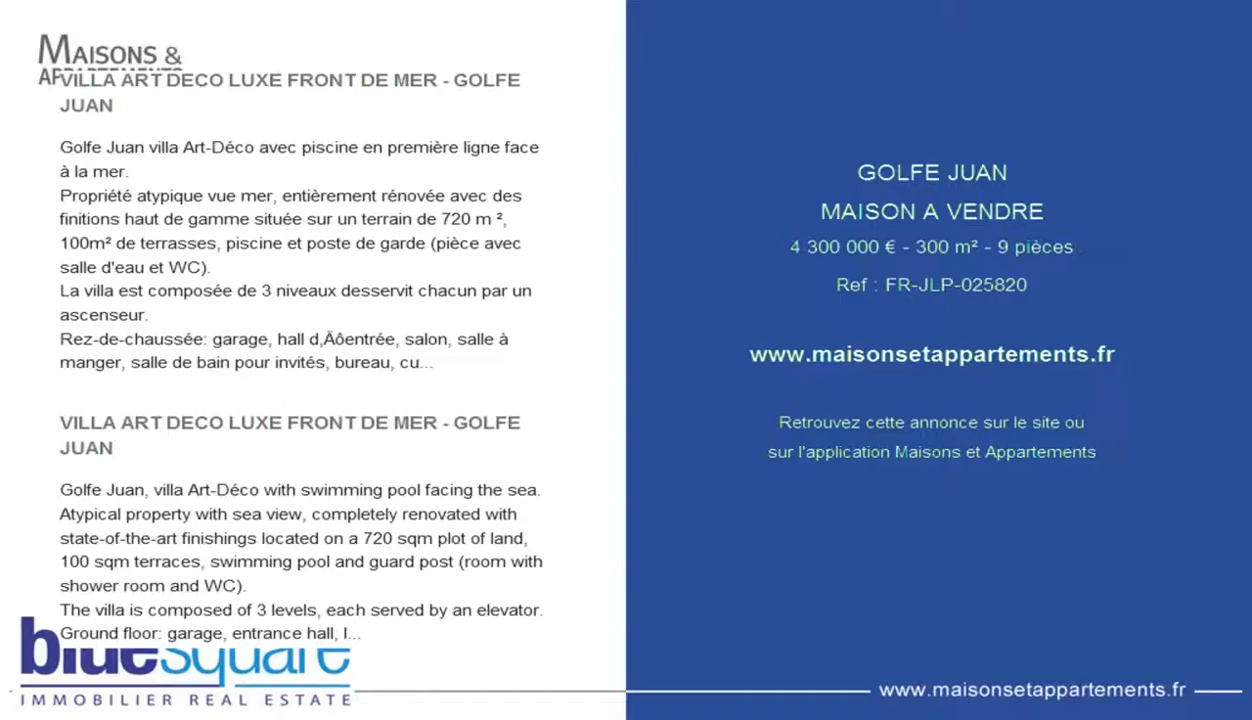 MAISONS &
VILLA ART DECO LUXE FRONT DE MER - GOLFE
JUAN
Golfe Juan villa Art-Déco avec piscine en première ligne face
à la mer.
Propriété atypique vue mer, entièrement rénovée avec des
finitions haut de gamme située sur un terrain de 720 m ²,
100m² de terrasses, piscine et poste de garde (pièce avec
salle d'eau et WC).
La villa est composée de 3 niveaux desservit chacun par un
ascenseur.
Rez-de-chaussée: garage, hall d‚Äôentrée, salon, salle à
manger, salle de bain pour invités, bureau, cu...
VILLA ART DECO LUXE FRONT DE MER - GOLFE
JUAN
Golfe Juan, villa Art-Déco with swimming pool facing the sea.
Atypical property with sea view, completely renovated with
state-of-the-art finishings located on a 720 sqm plot of land,
100 sqm terraces, swimming pool and guard post (room with
shower room and WC).
The villa is composed of 3 levels, each served by an elevator.
Ground floor: garage, entrance hall, l...
bluesquare
IMMOBILIER REAL ESTATE
GOLFE JUAN
MAISON A VENDRE
4 300 000 € - 300 m² - 9 pièces
Ref : FR-JLP-025820
www.maisonsetappartements.fr
Retrouvez cette annonce sur le site ou
sur l'application Maisons et Appartements
www.maisonsetappartements.fr